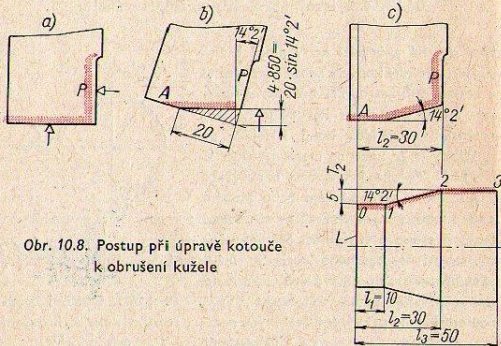 a)
P
b)
14°2'
A
P
4·850=
20·sin 14°2'
20
c)
P
A
14°2'
l₂=30
T₂
5
14°2'
0
1
2
3
L
l₁=10
l₂=30
l₃=50
Obr. 10.8. Postup při úpravě kotouče
k obrušení kužele